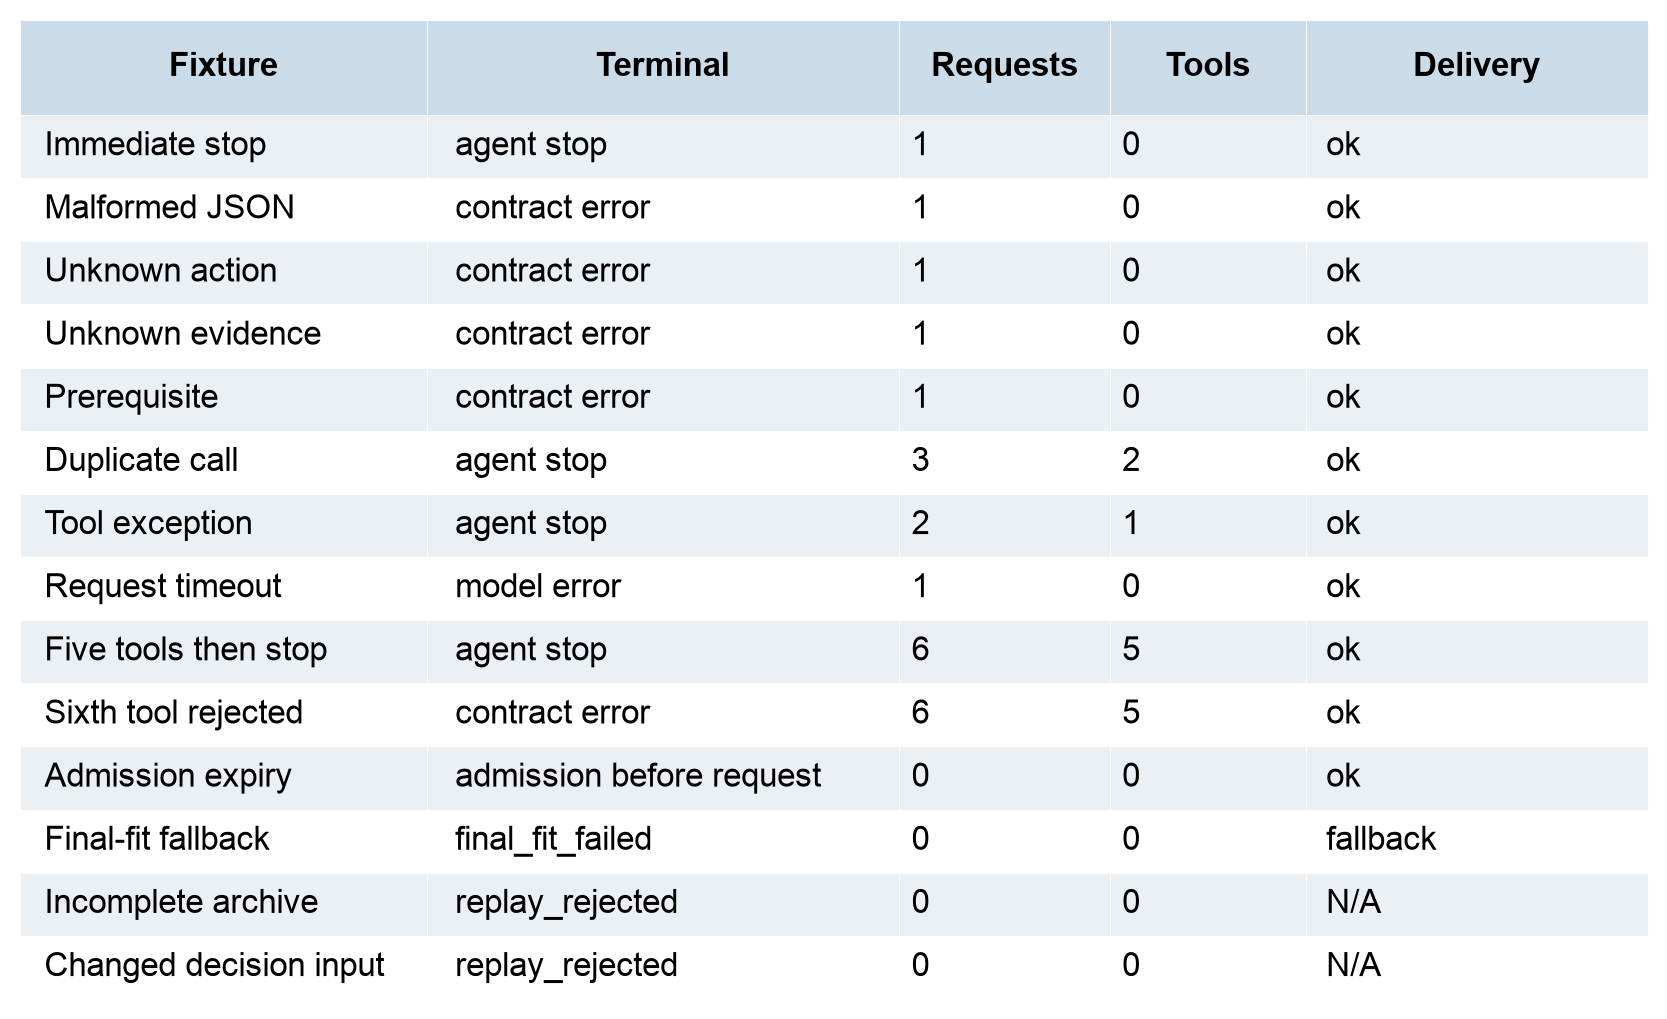 Fixture Terminal Requests Tools Delivery
Immediate stop agent stop 1 0 ok
Malformed JSON contract error 1 0 ok
Unknown action contract error 1 0 ok
Unknown evidence contract error 1 0 ok
Prerequisite contract error 1 0 ok
Duplicate call agent stop 3 2 ok
Tool exception agent stop 2 1 ok
Request timeout model error 1 0 ok
Five tools then stop agent stop 6 5 ok
Sixth tool rejected contract error 6 5 ok
Admission expiry admission before request 0 0 ok
Final-fit fallback final_fit_failed 0 0 fallback
Incomplete archive replay_rejected 0 0 N/A
Changed decision input replay_rejected 0 0 N/A